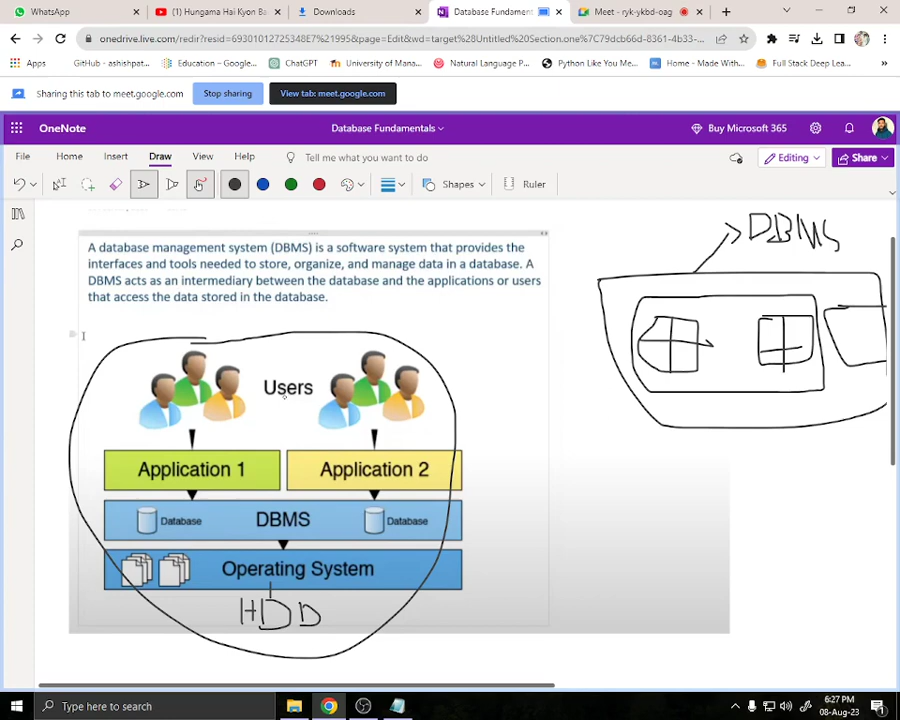 WhatsApp
(1) Hungama Hai Kyon Ba
Downloads
Database Fundament
Meet - ryk-ykbd-oag
onedrive.live.com/redir?resid=69301012725348E7%21995&page=Edit&wd=target%28Untitled%20Section.one%7C79dcb66d-8361-4b33-...
Apps
GitHub - ashishpat...
Education – Google...
ChatGPT
University of Mana...
Natural Language P...
Python Like You Me...
Home - Made With...
Full Stack Deep Lea...
Sharing this tab to meet.google.com
Stop sharing
View tab: meet.google.com
OneNote
Database Fundamentals
Buy Microsoft 365
File
Home
Insert
Draw
View
Help
Tell me what you want to do
Editing
Share
Shapes
Ruler
A database management system (DBMS) is a software system that provides the
interfaces and tools needed to store, organize, and manage data in a database. A
DBMS acts as an intermediary between the database and the applications or users
that access the data stored in the database.
DBMS
Users
Application 1
Application 2
Database
DBMS
Database
Operating System
HDD
Type here to search
6:27 PM
08-Aug-23